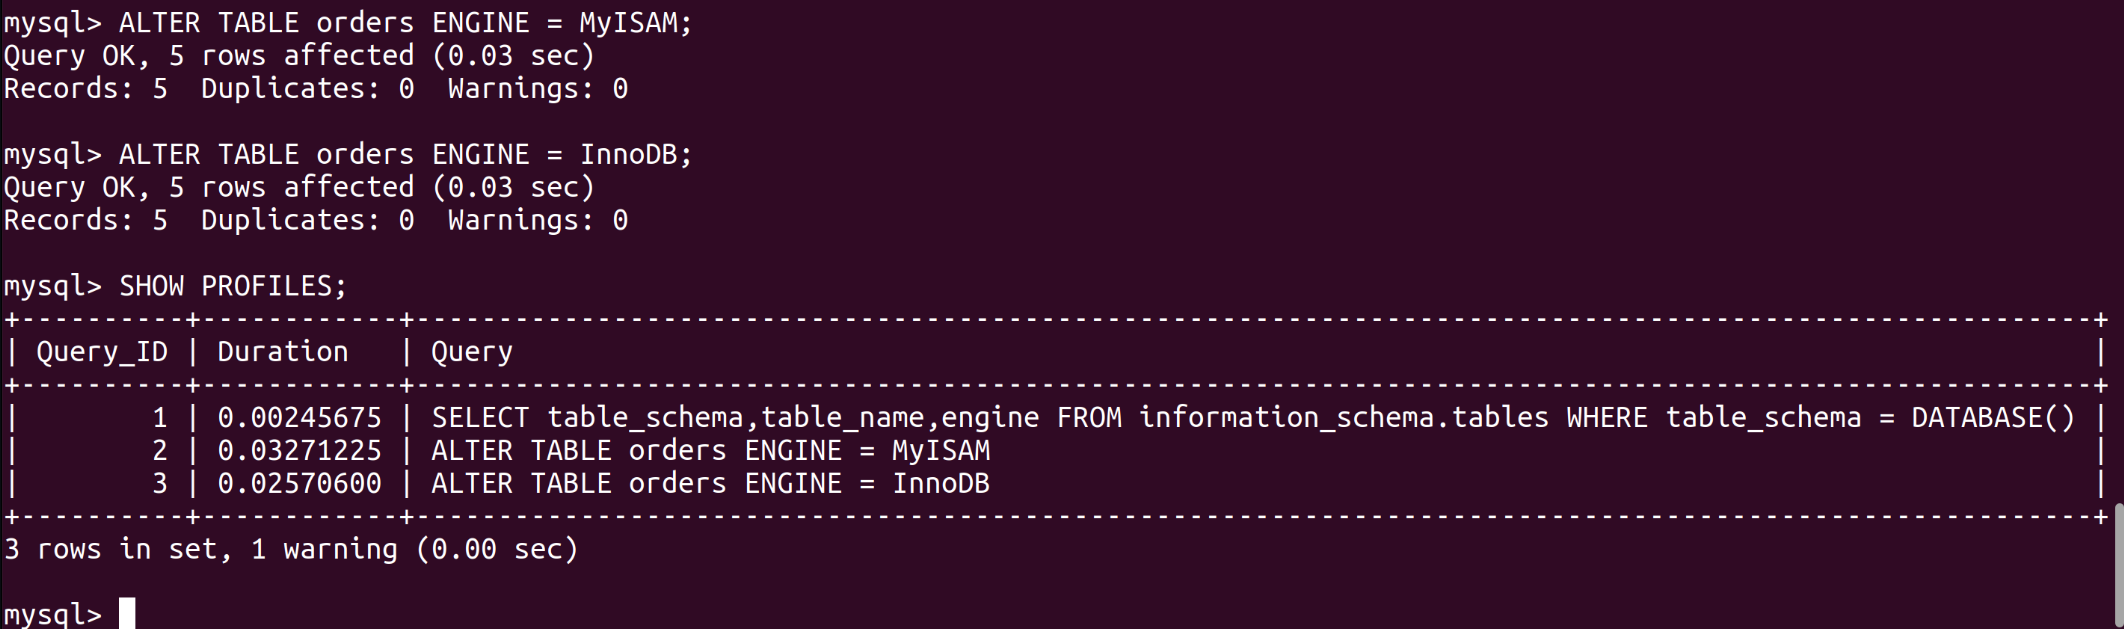 mysql> ALTER TABLE orders ENGINE = MyISAM;
Query OK, 5 rows affected (0.03 sec)
Records: 5  Duplicates: 0  Warnings: 0

mysql> ALTER TABLE orders ENGINE = InnoDB;
Query OK, 5 rows affected (0.03 sec)
Records: 5  Duplicates: 0  Warnings: 0

mysql> SHOW PROFILES;
+----------+------------+------------------------------------------------------------------------------------------------------+
| Query_ID | Duration   | Query                                                                                                |
+----------+------------+------------------------------------------------------------------------------------------------------+
|        1 | 0.00245675 | SELECT table_schema,table_name,engine FROM information_schema.tables WHERE table_schema = DATABASE() |
|        2 | 0.03271225 | ALTER TABLE orders ENGINE = MyISAM                                                                   |
|        3 | 0.02570600 | ALTER TABLE orders ENGINE = InnoDB                                                                   |
+----------+------------+------------------------------------------------------------------------------------------------------+
3 rows in set, 1 warning (0.00 sec)

mysql>